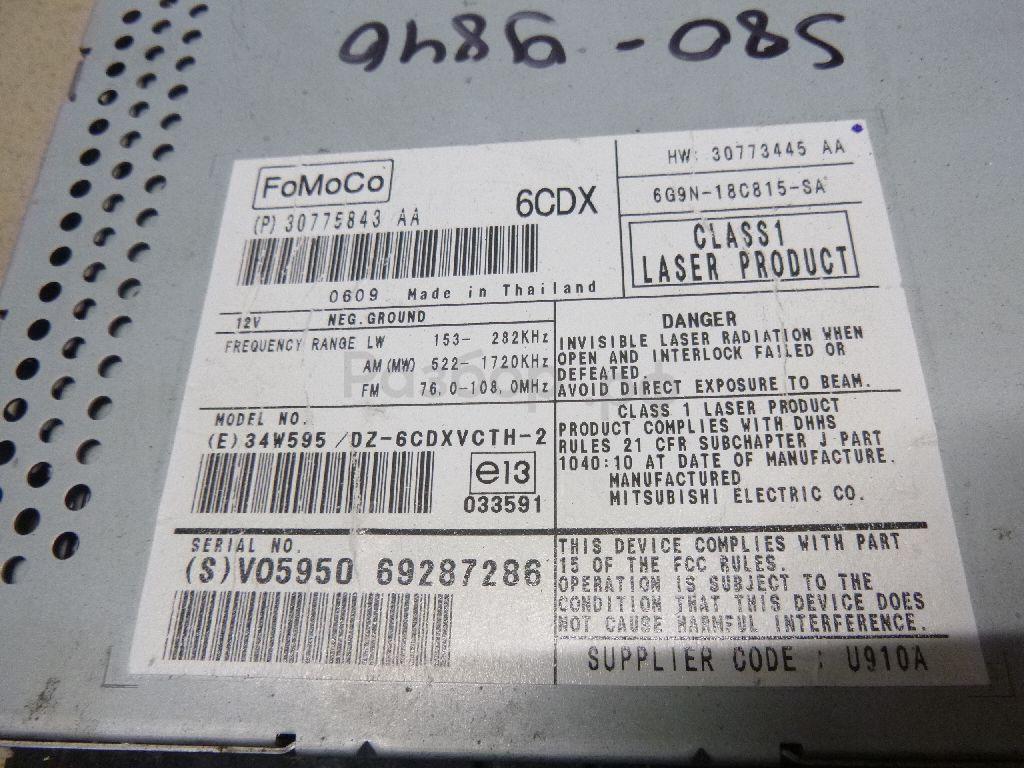 S80 - 9846
FoMoCo
(P) 30775843 AA
6CDX
HW: 30773445 AA
6G9N-18C815-SA
CLASS1
LASER PRODUCT
0609 Made in Thailand
12V NEG.GROUND
FREQUENCY RANGE LW 153- 282KHz
AM (MW) 522- 1720KHz
FM 76.0-108.0MHz
DANGER
INVISIBLE LASER RADIATION WHEN
OPEN AND INTERLOCK FAILED OR
DEFEATED.
AVOID DIRECT EXPOSURE TO BEAM.
MODEL NO.
(E) 34W595 /DZ-6CDXVCTH-2
e13
033591
CLASS 1 LASER PRODUCT
PRODUCT COMPLIES WITH DHHS
RULES 21 CFR SUBCHAPTER J PART
1040:10 AT DATE OF MANUFACTURE.
MANUFACTURED
MITSUBISHI ELECTRIC CO.
SERIAL NO.
(S)V05950 69287286
THIS DEVICE COMPLIES WITH PART
15 OF THE FCC RULES.
OPERATION IS SUBJECT TO THE
CONDITION THAT THIS DEVICE DOES
NOT CAUSE HARMFUL INTERFERENCE.
SUPPLIER CODE : U910A